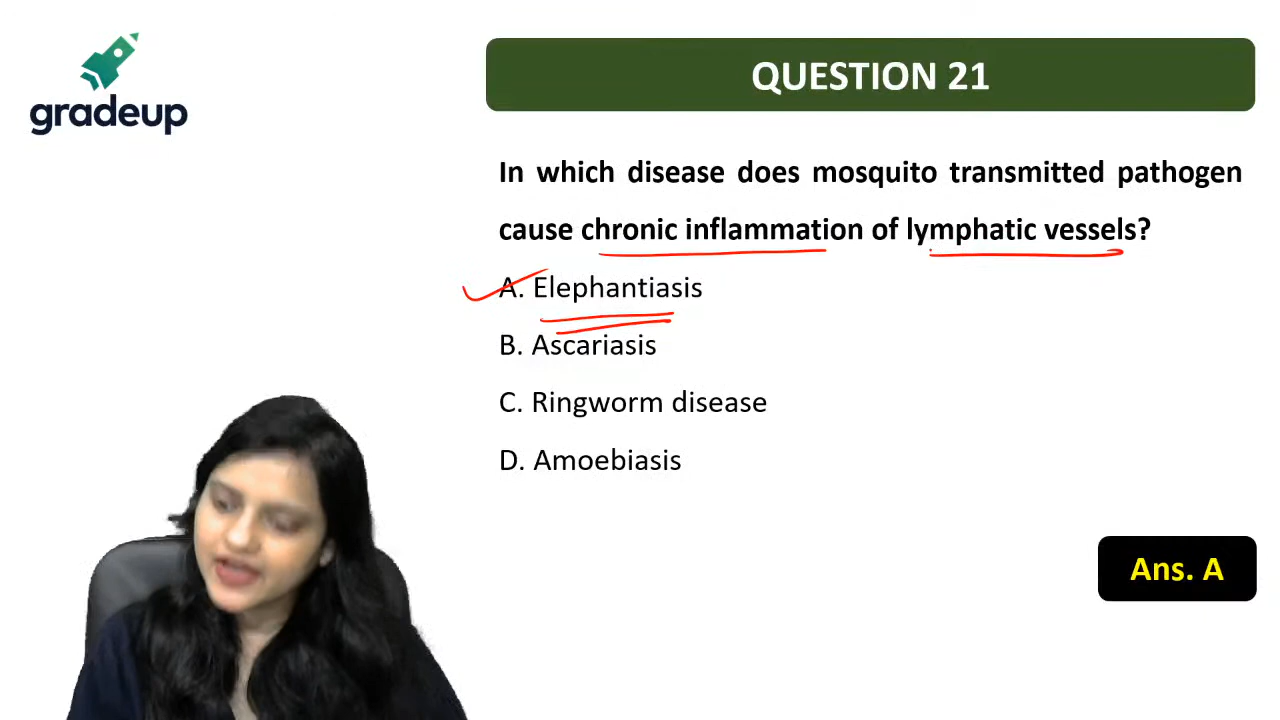 gradeup
QUESTION 21
In which disease does mosquito transmitted pathogen
cause chronic inflammation of lymphatic vessels?
A. Elephantiasis
B. Ascariasis
C. Ringworm disease
D. Amoebiasis
Ans. A